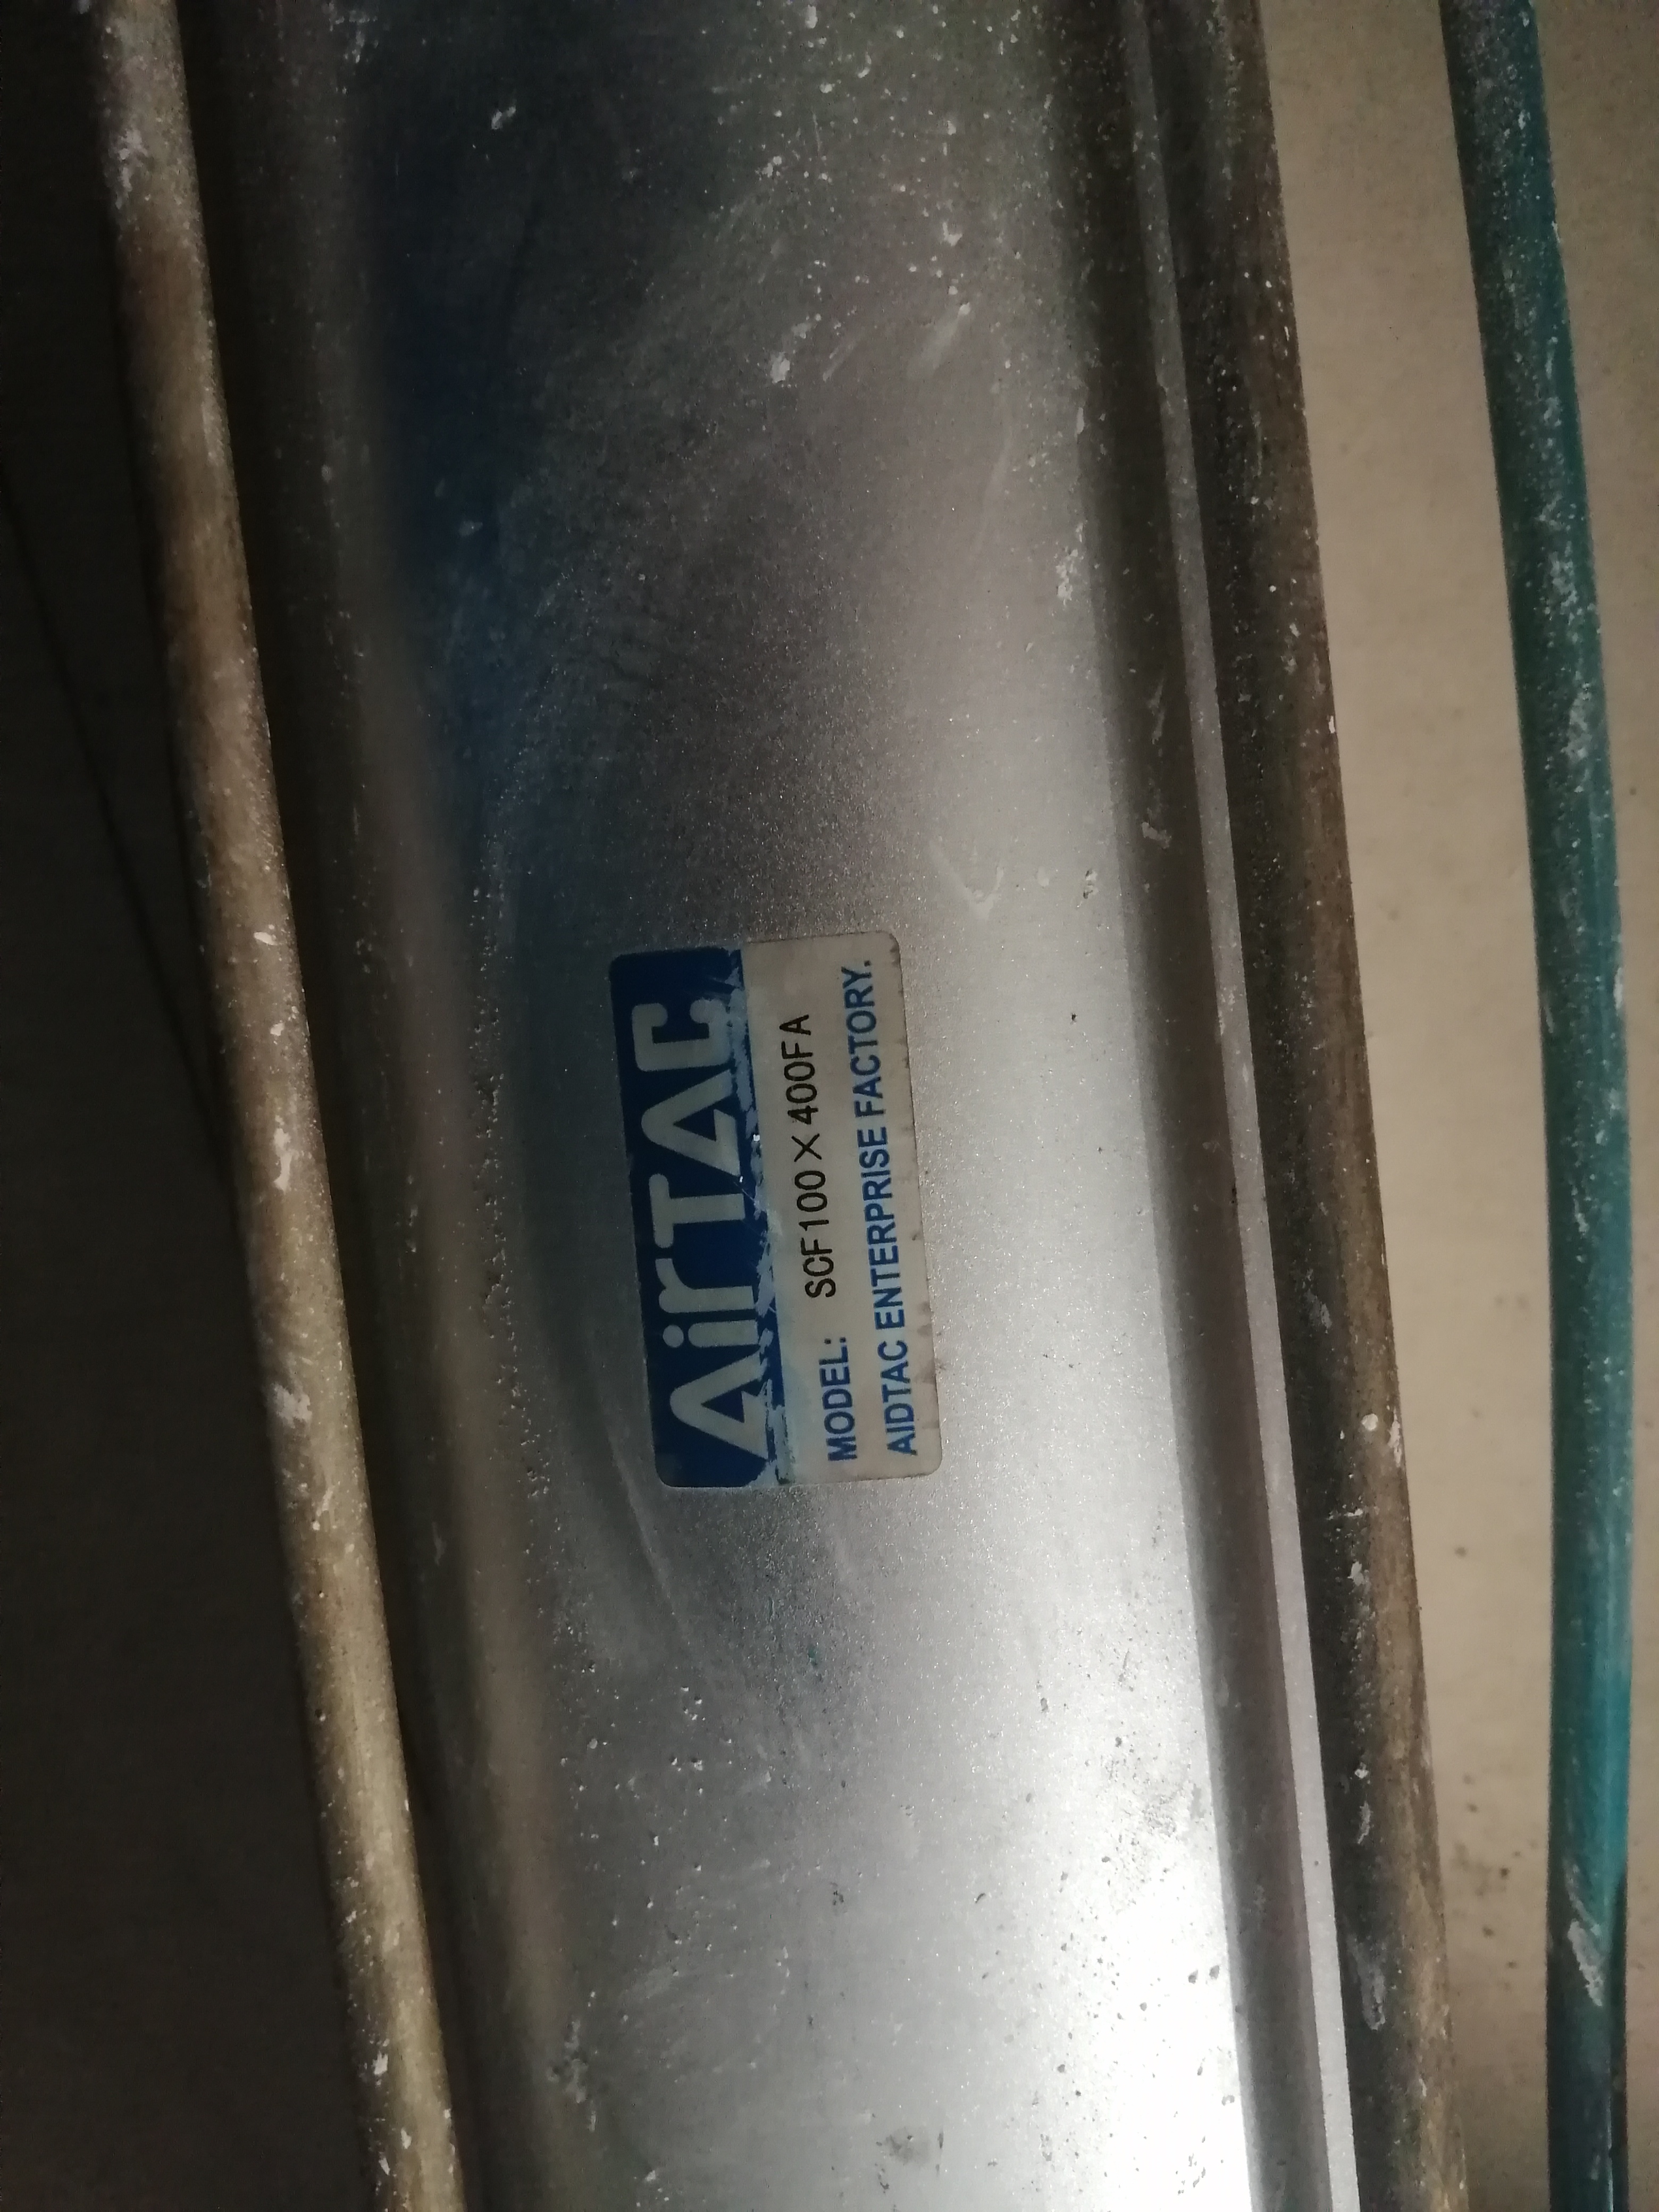 AirTAC
MODEL: SCF100×400FA
AIDTAC ENTERPRISE FACTORY.